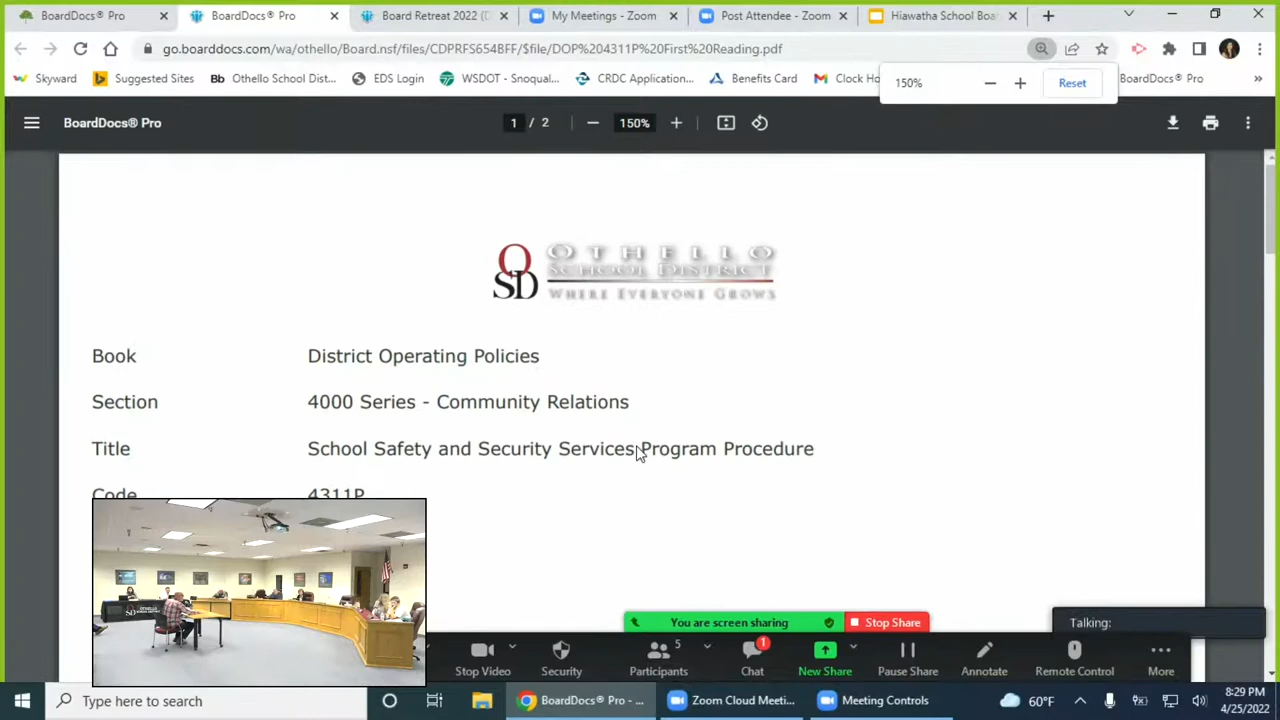 BoardDocs® Pro
BoardDocs® Pro
Board Retreat 2022 (D
My Meetings - Zoom
Post Attendee - Zoom
Hiawatha School Boar
go.boarddocs.com/wa/othello/Board.nsf/files/CDPRFS654BFF/$file/DOP%204311P%20First%20Reading.pdf
Skyward
Suggested Sites
Bb Othello School Dist...
EDS Login
WSDOT - Snoqual...
CRDC Application...
Benefits Card
Clock Ho
BoardDocs® Pro
»
150%
Reset
BoardDocs® Pro
1 / 2
150%
OSD
OTHELLO
SCHOOL DISTRICT
WHERE EVERYONE GROWS
Book District Operating Policies
Section 4000 Series - Community Relations
Title School Safety and Security Services Program Procedure
Code 4311P
OTHELLO
You are screen sharing
Stop Share
Talking:
Stop Video
Security
5
Participants
1
Chat
New Share
Pause Share
Annotate
Remote Control
More
Type here to search
BoardDocs® Pro - ...
Zoom Cloud Meeti...
Meeting Controls
60°F
8:29 PM
4/25/2022